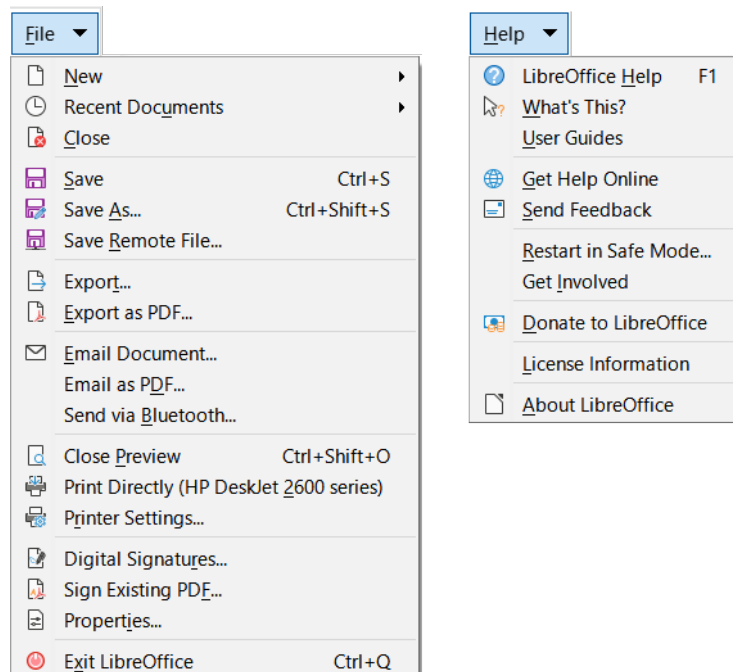 File
New
Recent Documents
Close
Save Ctrl+S
Save As... Ctrl+Shift+S
Save Remote File...
Export...
Export as PDF...
Email Document...
Email as PDF...
Send via Bluetooth...
Close Preview Ctrl+Shift+O
Print Directly (HP DeskJet 2600 series)
Printer Settings...
Digital Signatures...
Sign Existing PDF...
Properties...
Exit LibreOffice Ctrl+Q
Help
LibreOffice Help F1
What's This?
User Guides
Get Help Online
Send Feedback
Restart in Safe Mode...
Get Involved
Donate to LibreOffice
License Information
About LibreOffice